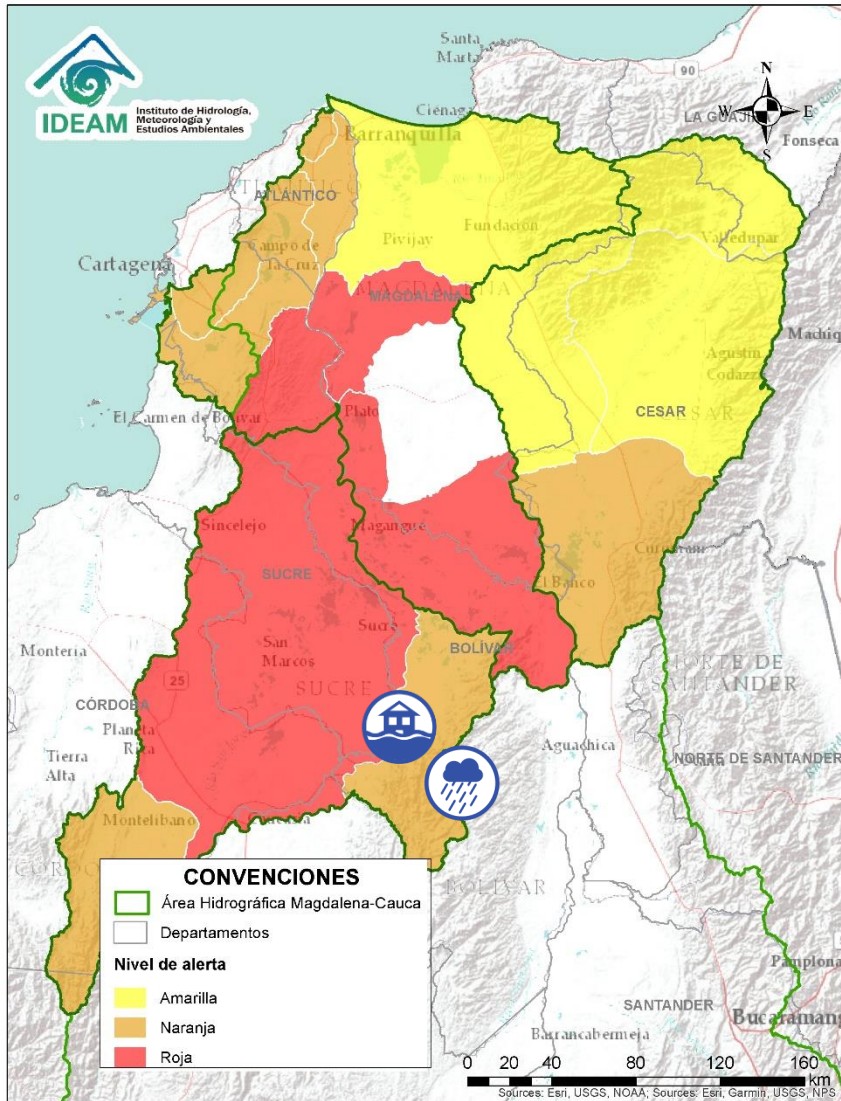 IDEAM
Instituto de Hidrología,
Meteorología y
Estudios Ambientales
Santa
Marta
90
N
W
E
S
LA GUAJI
Ciénaga
Barranquilla
Fonseca
ATLÁNTICO
Fundación
Valledupar
Pivijay
Campo de
la Cruz
Cartagena
MAGDALENA
Machiq
Agustín
Codazz
El Carmen de Bolívar
Plato
CESAR
Sincelejo
Magangué
SUCRE
El Banco
Sucre
Montería
BOLÍVAR
San
Marcos
SUCRE
25
NORTE DE
SANTANDER
CÓRDOBA
Planeta
Rica
Aguachica
Tierra
Alta
NORTE DE SANTANDER
Montelíbano
BOLÍVAR
CONVENCIONES
Área Hidrográfica Magdalena-Cauca
Departamentos
Nivel de alerta
Amarilla
Naranja
Roja
Pamplona
SANTANDER
Bucaramang
Barrancabermeja
0 20 40 80 120 160
km
Sources: Esri, USGS, NOAA; Sources: Esri, Garmin, USGS, NPS